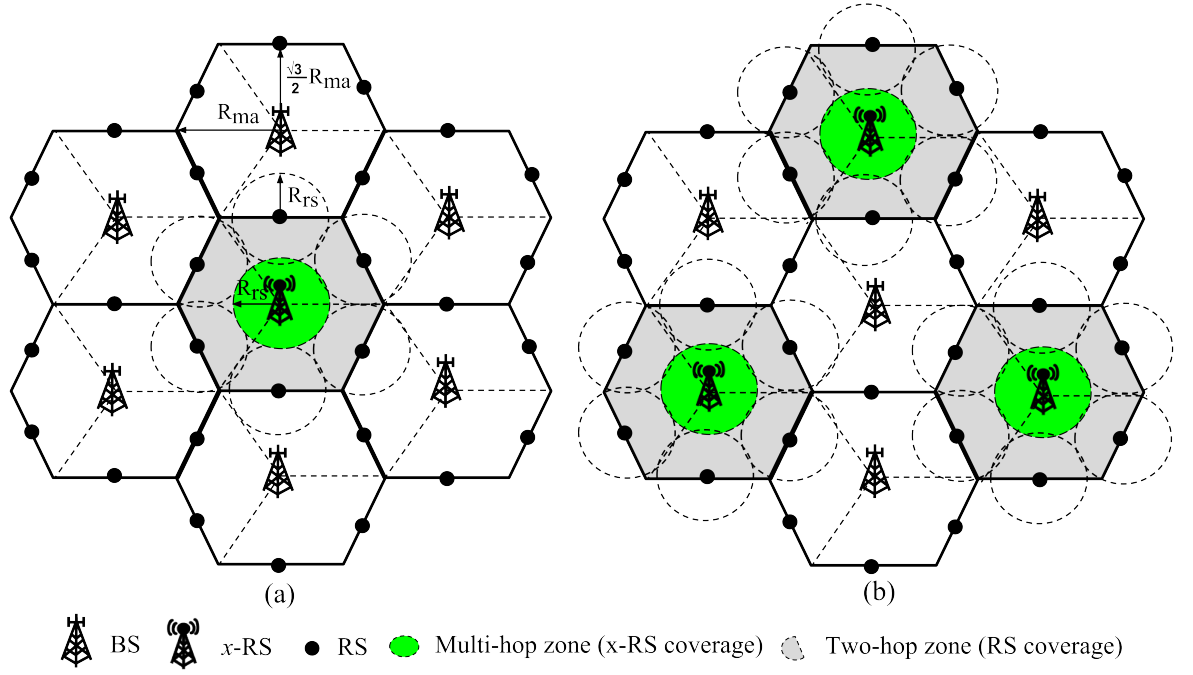 √3/2 Rma
Rma
Rrs
Rrs
(a)
(b)
BS
x-RS
RS
Multi-hop zone (x-RS coverage)
Two-hop zone (RS coverage)